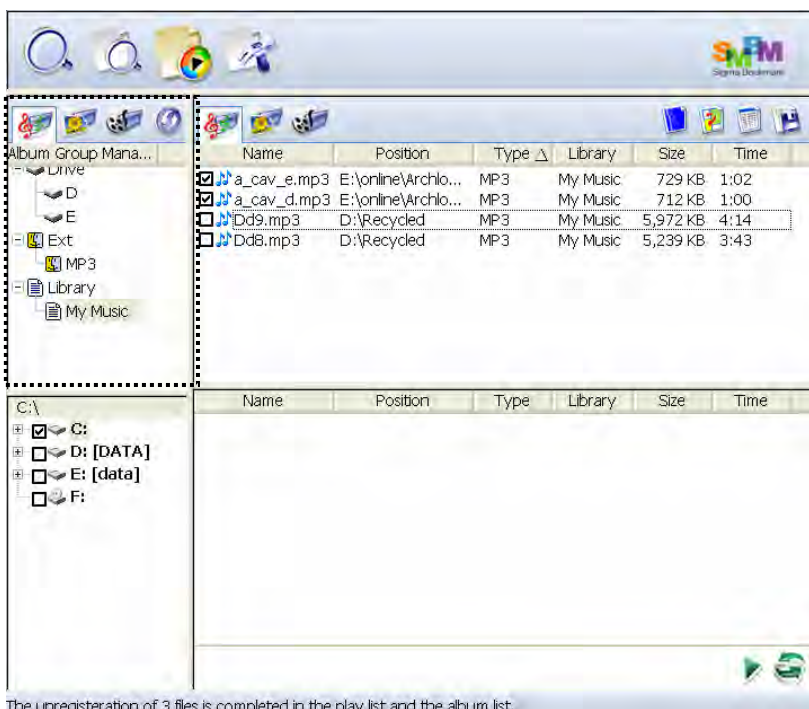 SMBM
Sigma Bookmark
Album Group Mana...
Name Position Type △ Library Size Time
Drive
D
E
Ext
MP3
Library
My Music
a_cav_e.mp3 E:\online\Archlo... MP3 My Music 729 KB 1:02
a_cav_d.mp3 E:\online\Archlo... MP3 My Music 712 KB 1:00
Dd9.mp3 D:\Recycled MP3 My Music 5,972 KB 4:14
Dd8.mp3 D:\Recycled MP3 My Music 5,239 KB 3:43
C:\
C:
D: [DATA]
E: [data]
F:
Name Position Type Library Size Time
The unregisteration of 3 files is completed in the play list and the album list